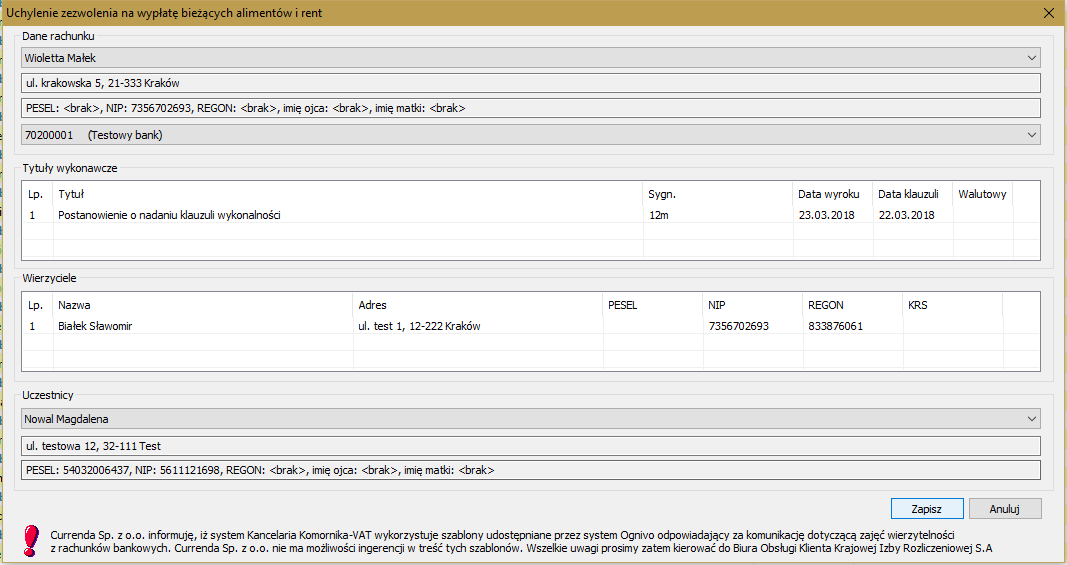 Uchylenie zezwolenia na wypłatę bieżących alimentów i rent
Dane rachunku
Wioletta Małek
ul. krakowska 5, 21-333 Kraków
PESEL: <brak>, NIP: 7356702693, REGON: <brak>, imię ojca: <brak>, imię matki: <brak>
70200001 (Testowy bank)
Tytuły wykonawcze
Lp. Tytuł Sygn. Data wyroku Data klauzuli Walutowy
1 Postanowienie o nadaniu klauzuli wykonalności 12m 23.03.2018 22.03.2018
Wierzyciele
Lp. Nazwa Adres PESEL NIP REGON KRS
1 Białek Sławomir ul. test 1, 12-222 Kraków 7356702693 833876061
Uczestnicy
Nowal Magdalena
ul. testowa 12, 32-111 Test
PESEL: 54032006437, NIP: 5611121698, REGON: <brak>, imię ojca: <brak>, imię matki: <brak>
Zapisz Anuluj
Currenda Sp. z o.o. informuję, iż system Kancelaria Komornika-VAT wykorzystuje szablony udostępniane przez system Ognivo odpowiadający za komunikację dotyczącą zajęć wierzytelności
z rachunków bankowych. Currenda Sp. z o.o. nie ma możliwości ingerencji w treść tych szablonów. Wszelkie uwagi prosimy zatem kierować do Biura Obsługi Klienta Krajowej Izby Rozliczeniowej S.A